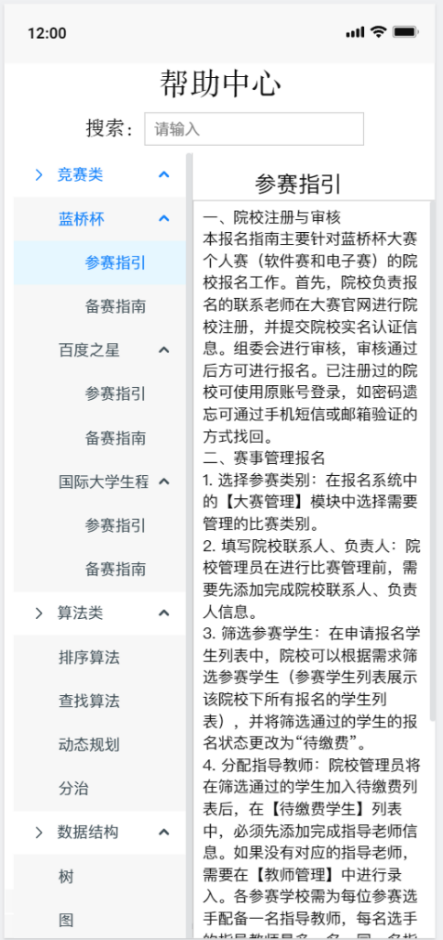 12:00
帮助中心
搜索：
请输入
竞赛类
蓝桥杯
参赛指引
备赛指南
百度之星
参赛指引
备赛指南
国际大学生程
参赛指引
备赛指南
算法类
排序算法
查找算法
动态规划
分治
数据结构
树
图
参赛指引
一、院校注册与审核
本报名指南主要针对蓝桥杯大赛
个人赛（软件赛和电子赛）的院
校报名工作。首先，院校负责报
名的联系老师在大赛官网进行院
校注册，并提交院校实名认证信
息。组委会进行审核，审核通过
后方可进行报名。已注册过的院
校可使用原账号登录，如密码遗
忘可通过手机短信或邮箱验证的
方式找回。
二、赛事管理报名
1. 选择参赛类别：在报名系统中
的【大赛管理】模块中选择需要
管理的比赛类别。
2. 填写院校联系人、负责人：院
校管理员在进行比赛管理前，需
要先添加完成院校联系人、负责
人信息。
3. 筛选参赛学生：在申请报名学
生列表中，院校可以根据需求筛
选参赛学生（参赛学生列表展示
该院校下所有报名的学生列
表），并将筛选通过的学生的报
名状态更改为“待缴费”。
4. 分配指导教师：院校管理员将
在筛选通过的学生加入待缴费列
表后，在【待缴费学生】列表
中，必须先添加完成指导老师信
息。如果没有对应的指导老师，
需要在【教师管理】中进行录
入。各参赛学校需为每位参赛选
手配备一名指导教师，每名选手
的指导教师最多一名，同一名指